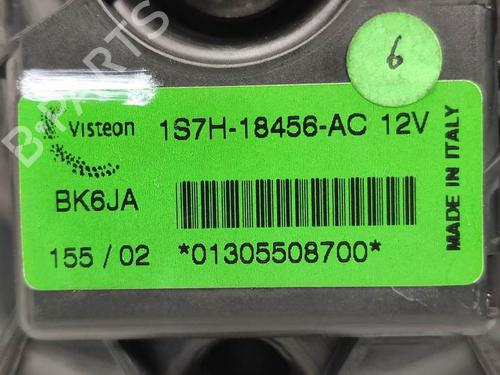 6
Visteon 1S7H-18456-AC 12V
BK6JA
155 / 02 *01305508700*
MADE IN ITALY
B-PARTS